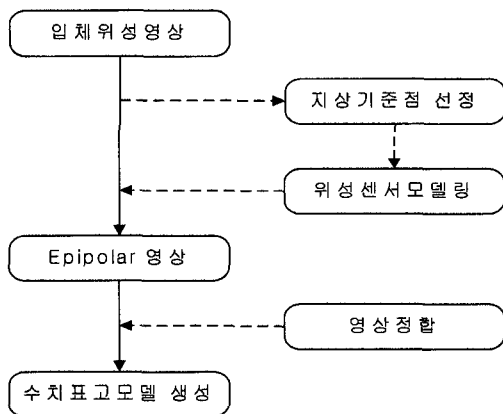 입체위성영상
지상기준점 선정
위성센서모델링
Epipolar 영상
영상정합
수치표고모델 생성